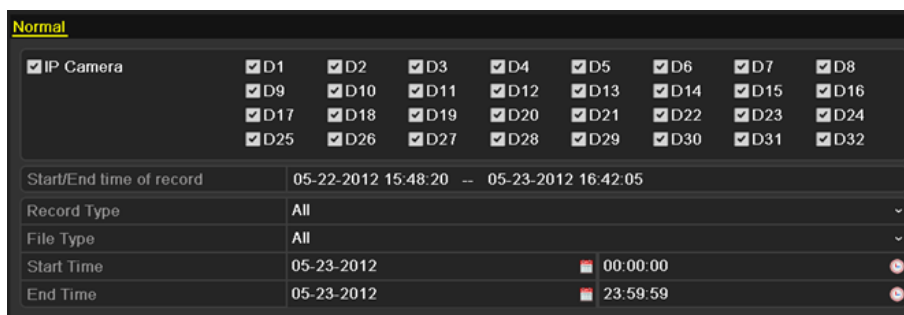 Normal
IP Camera D1 D2 D3 D4 D5 D6 D7 D8
D9 D10 D11 D12 D13 D14 D15 D16
D17 D18 D19 D20 D21 D22 D23 D24
D25 D26 D27 D28 D29 D30 D31 D32
Start/End time of record 05-22-2012 15:48:20 -- 05-23-2012 16:42:05
Record Type All
File Type All
Start Time 05-23-2012 00:00:00
End Time 05-23-2012 23:59:59